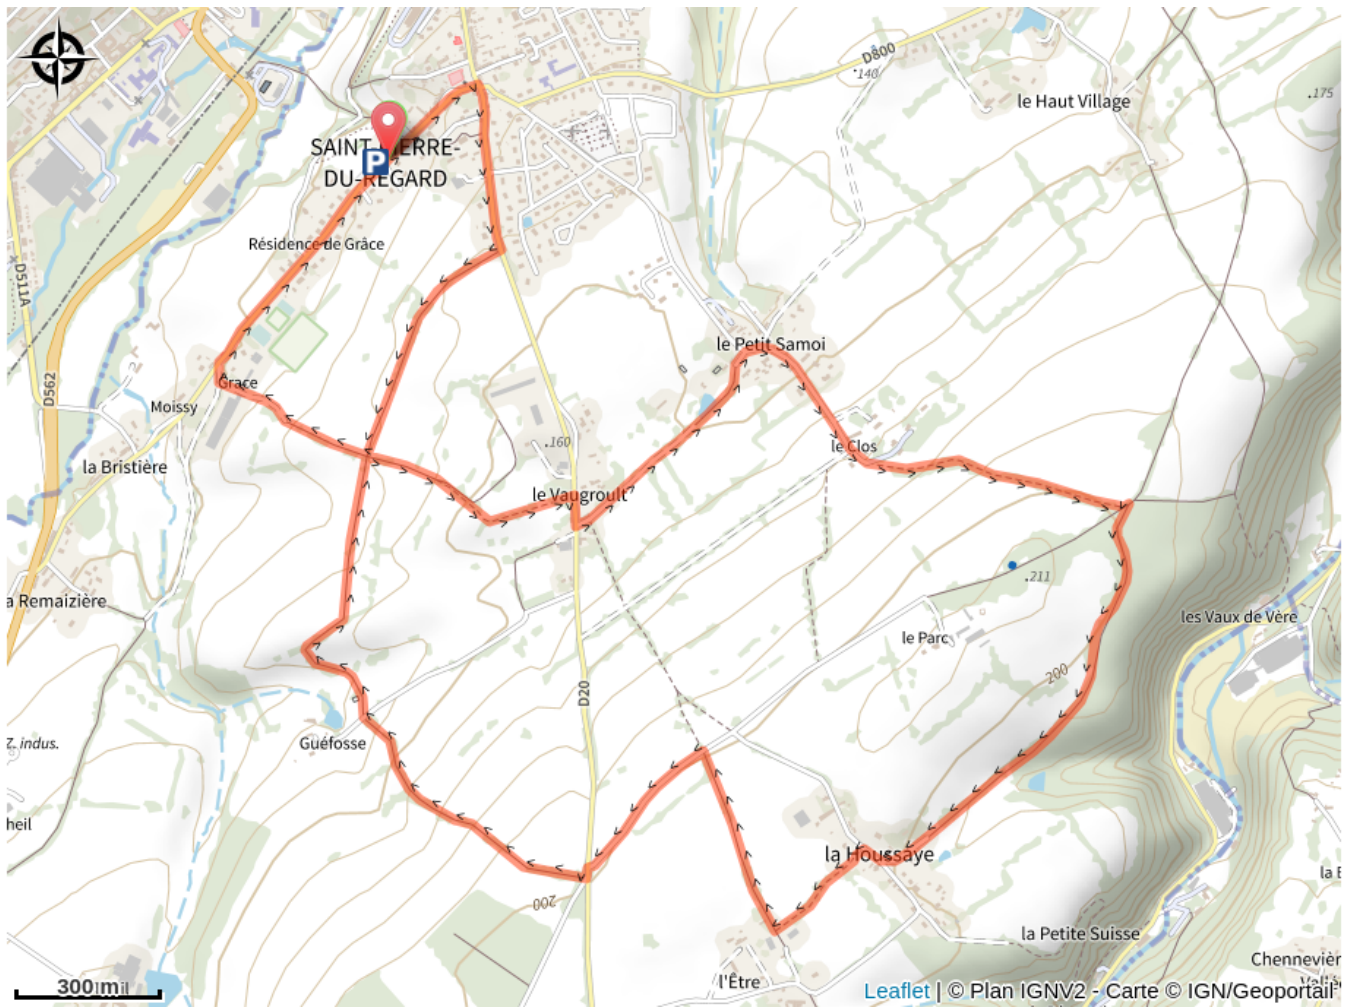 D800
140
le Haut Village
175
SAINT-PIERRE-
DU-REGARD
P
Résidence de Grâce
D511A
D562
le Petit Samoi
Grace
Moissy
160
le Clos
la Bristière
le Vaugroult
211
a Remaizière
les Vaux de Vère
le Parc
200
D20
Guéfosse
Z. indus.
heil
la Houssaye
200
la Petite Suisse
Chennevièr
l'Être
300 m
Leaflet | © Plan IGNV2 - Carte © IGN/Geoportail